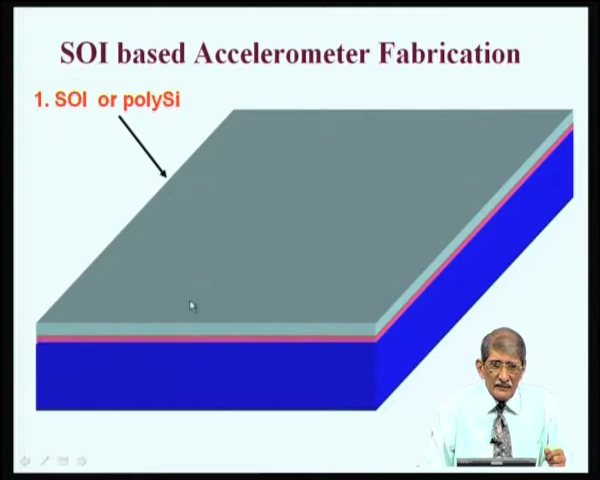 SOI based Accelerometer Fabrication
1. SOI or polySi